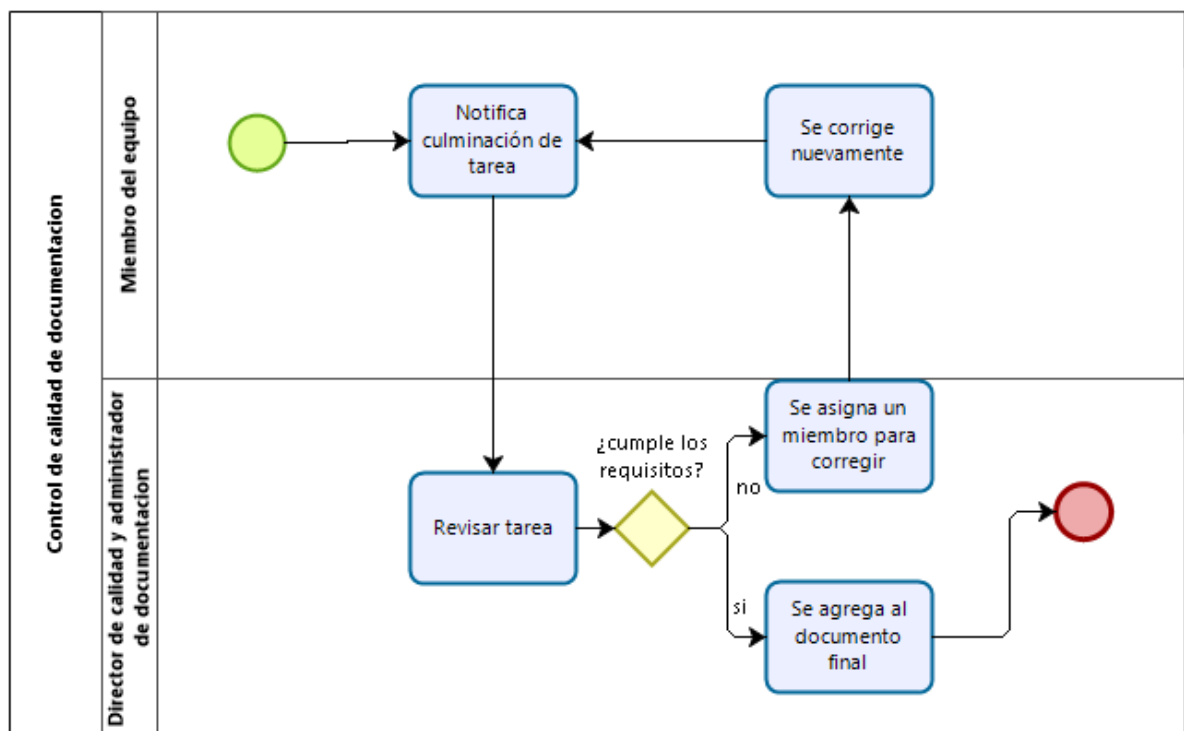 Control de calidad de documentacion
Miembro del equipo
Notifica
culminación de
tarea
Se corrige
nuevamente
Director de calidad y administrador
de documentacion
Revisar tarea
¿cumple los
requisitos?
no
si
Se asigna un
miembro para
corregir
Se agrega al
documento
final